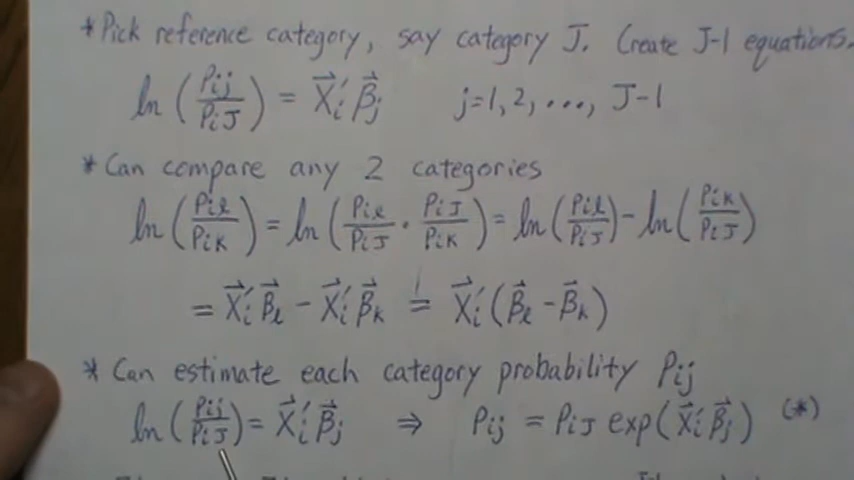 * Pick reference category, say category J. Create J-1 equations.
ln (Pij/PiJ) = X⃗i' β⃗j   j=1, 2, ..., J-1
* Can compare any 2 categories
ln (Piℓ/Pik) = ln (Piℓ/PiJ · PiJ/Pik) = ln (Piℓ/PiJ) - ln (Pik/PiJ)
= X⃗i' β⃗ℓ - X⃗i' β⃗k = X⃗i' (β⃗ℓ - β⃗k)
* Can estimate each category probability Pij
ln (Pij/PiJ) = X⃗i' β⃗j ⇒ Pij = PiJ exp(X⃗i' β⃗j) (*)